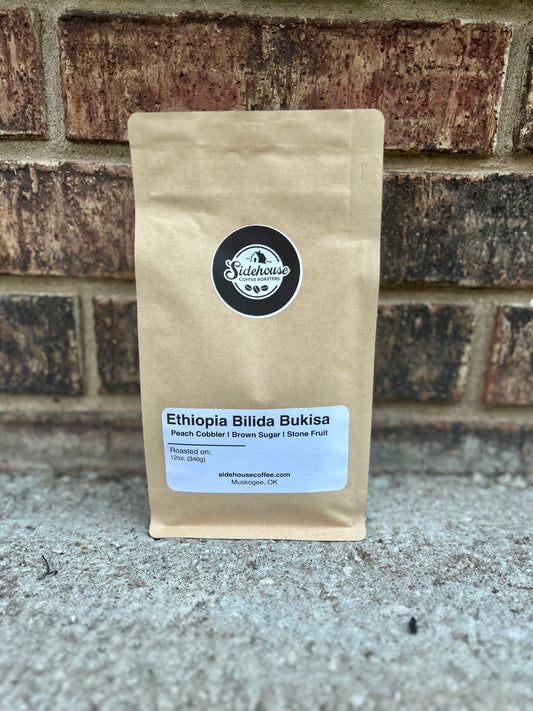 Sidehouse
COFFEE ROASTERS
Ethiopia Bilida Bukisa
Peach Cobbler | Brown Sugar | Stone Fruit
Roasted on:
12oz. (340g)
sidehousecoffee.com
Muskogee, OK